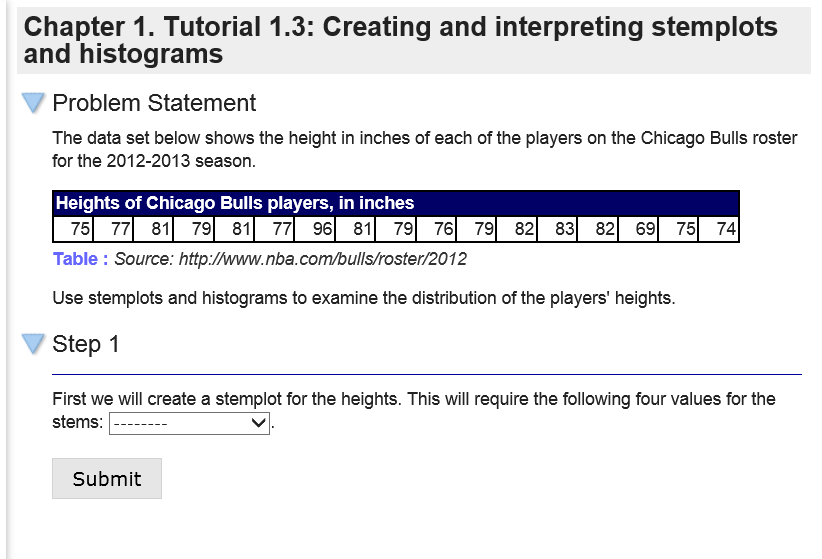 Chapter 1. Tutorial 1.3: Creating and interpreting stemplots
and histograms
Problem Statement
The data set below shows the height in inches of each of the players on the Chicago Bulls roster
for the 2012-2013 season.
Heights of Chicago Bulls players, in inches
75 77 81 79 81 77 96 81 79 76 79 82 83 82 69 75 74
Table : Source: http://www.nba.com/bulls/roster/2012
Use stemplots and histograms to examine the distribution of the players' heights.
Step 1
First we will create a stemplot for the heights. This will require the following four values for the
stems: --------.
Submit